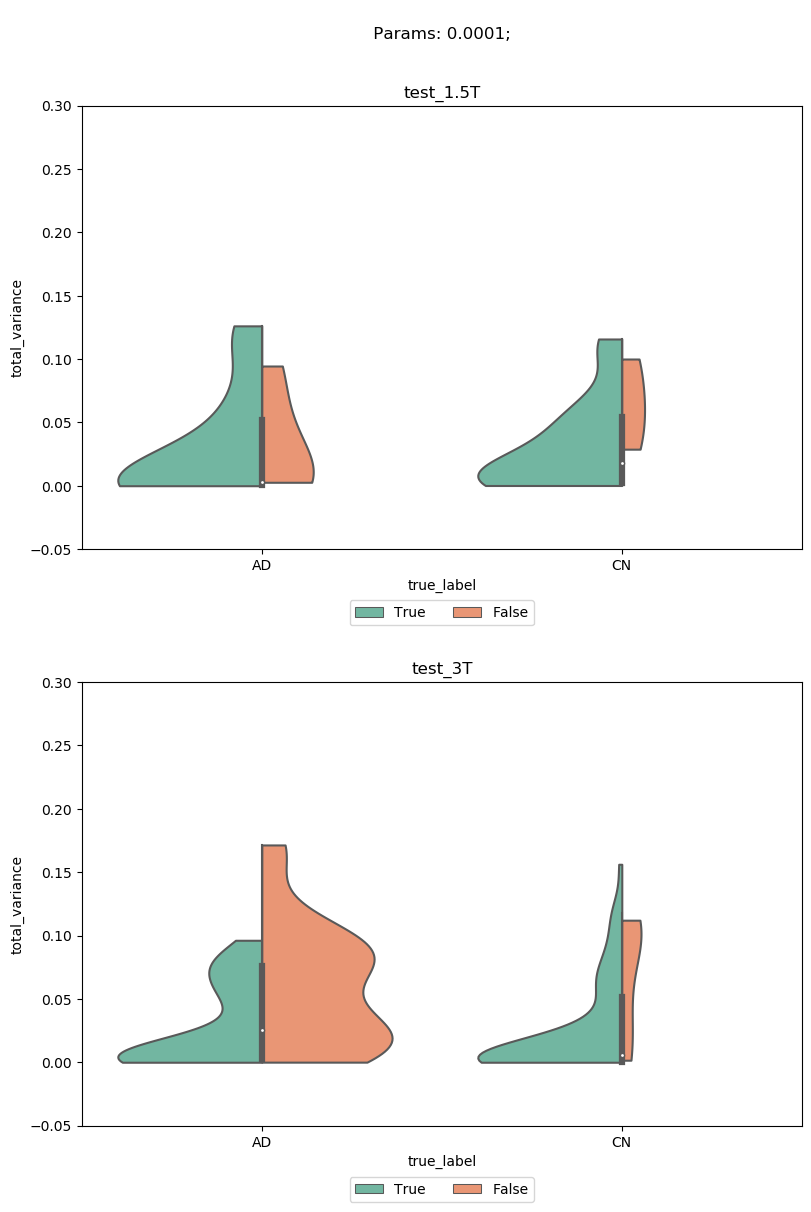 Params: 0.0001;
test_1.5T
0.30
0.25
0.20
0.15
0.10
0.05
0.00
−0.05
total_variance
AD
CN
true_label
True
False
test_3T
0.30
0.25
0.20
0.15
0.10
0.05
0.00
−0.05
total_variance
AD
CN
true_label
True
False